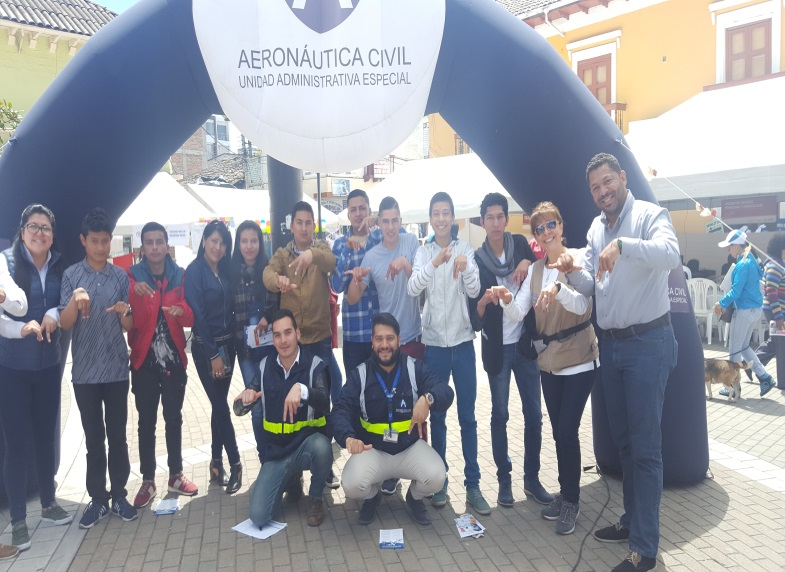 AERONÁUTICA CIVIL
UNIDAD ADMINISTRATIVA ESPECIAL